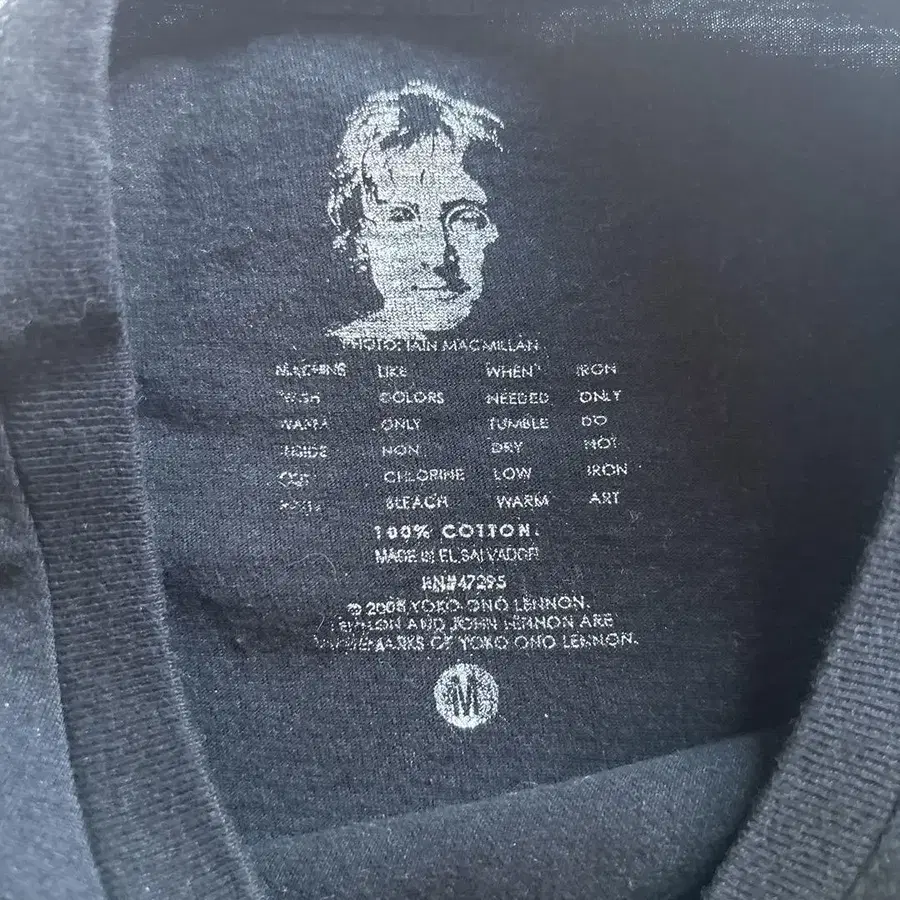 PHOTO: IAIN MACMILLAN
MACHINE LIKE WHEN IRON
WASH COLORS NEEDED ONLY
WARM ONLY TUMBLE DO
INSIDE NON DRY NOT
OUT CHLORINE LOW IRON
BLEACH WARM ART
100% COTTON.
MADE IN EL SALVADOR
RN#47295
YOKO ONO LENNON.
LENNON AND JOHN LENNON ARE
TRADEMARKS OF YOKO ONO LENNON.
M